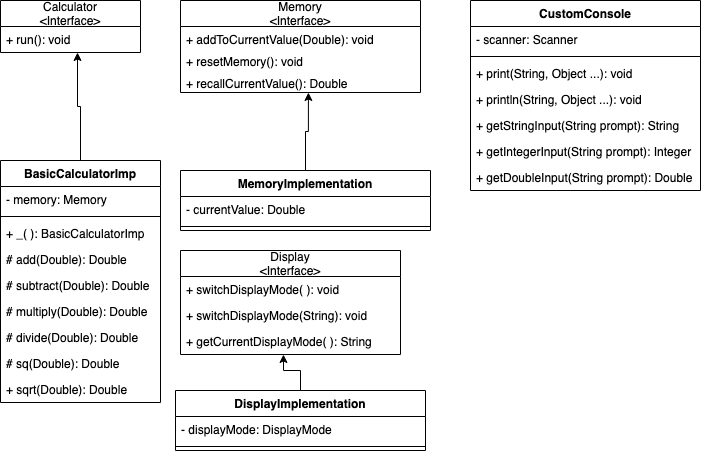 Calculator
<Interface>
+ run(): void
BasicCalculatorImp
- memory: Memory
+ _( ): BasicCalculatorImp
# add(Double): Double
# subtract(Double): Double
# multiply(Double): Double
# divide(Double): Double
# sq(Double): Double
+ sqrt(Double): Double
Memory
<Interface>
+ addToCurrentValue(Double): void
+ resetMemory(): void
+ recallCurrentValue(): Double
MemoryImplementation
- currentValue: Double
Display
<Interface>
+ switchDisplayMode( ): void
+ switchDisplayMode(String): void
+ getCurrentDisplayMode( ): String
DisplayImplementation
- displayMode: DisplayMode
CustomConsole
- scanner: Scanner
+ print(String, Object ...): void
+ println(String, Object ...): void
+ getStringInput(String prompt): String
+ getIntegerInput(String prompt): Integer
+ getDoubleInput(String prompt): Double